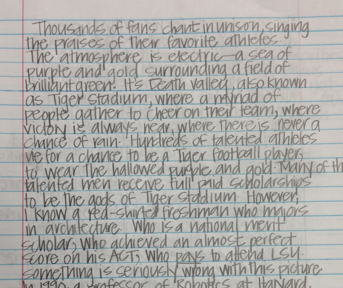 Thousands of fans chant in unison, singing
the praises of their favorite athletes.
The atmosphere is electric—a sea of
purple and gold surrounding a field of
brilliant green! It's Death Valley, also known
as Tiger Stadium, where a myriad of
people gather to cheer on their team, where
victory is always near, where there is never a
chance of rain. Hundreds of talented athletes
vie for a chance to be a Tiger football player,
to wear the hallowed purple and gold. Many of th
talented men receive full paid scholarships
to be the gods of Tiger Stadium. However,
I know a red-shirted freshman who majors
in architecture. Who is a national merit
scholar, who achieved an almost perfect
score on his ACT, who pays to attend LSU.
something is seriously wrong with this picture
In 1990, a professor of Robotics at Harvard,